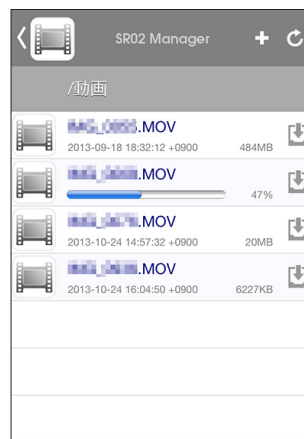 SR02 Manager
/動画
.MOV
2013-09-18 18:32:12 +0900 484MB
.MOV
47%
.MOV
2013-10-24 14:57:32 +0900 20MB
.MOV
2013-10-24 16:04:50 +0900 6227KB